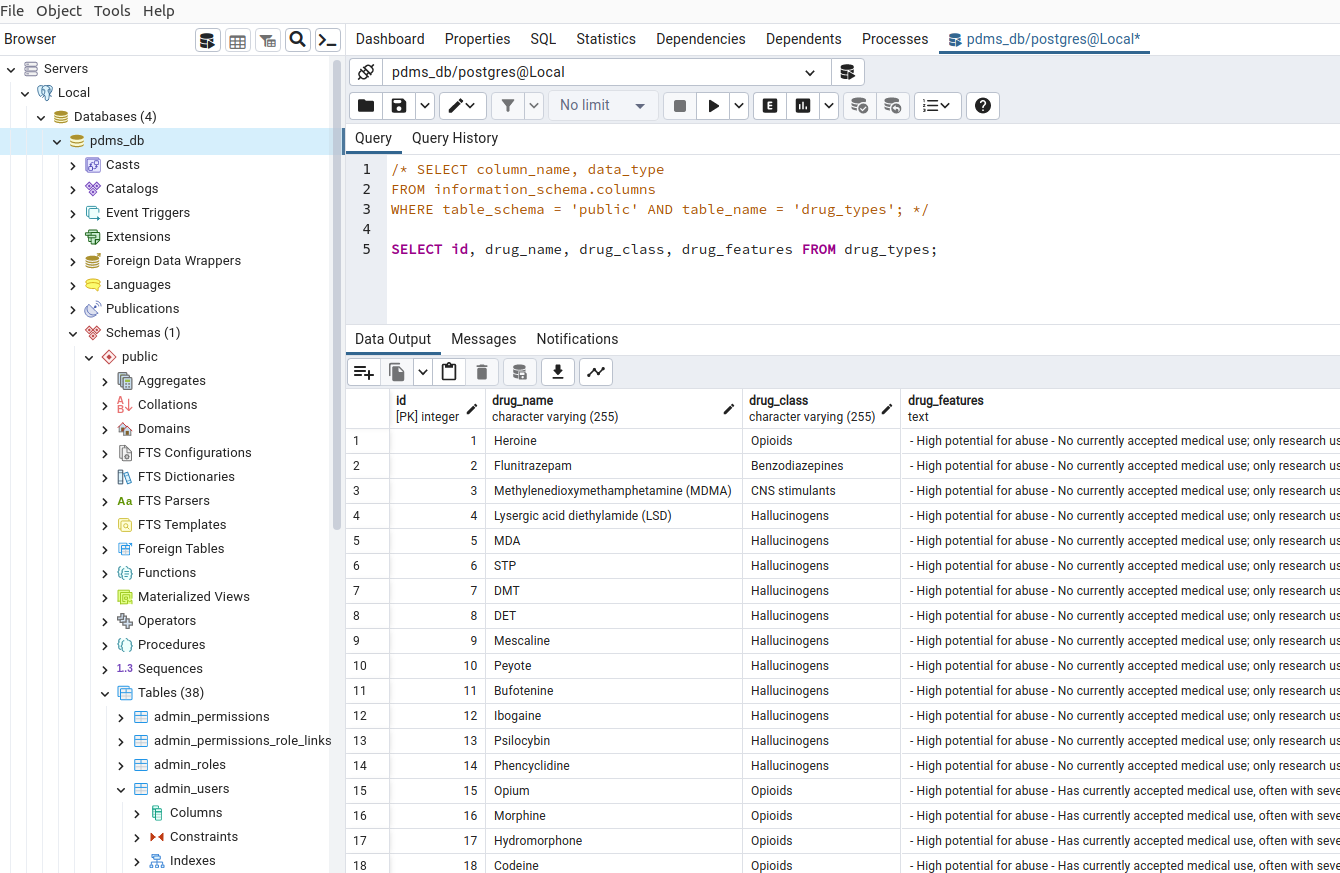 File Object Tools Help
Browser
Dashboard Properties SQL Statistics Dependencies Dependents Processes pdms_db/postgres@Local*
Servers
Local
Databases (4)
pdms_db
Casts
Catalogs
Event Triggers
Extensions
Foreign Data Wrappers
Languages
Publications
Schemas (1)
public
Aggregates
Collations
Domains
FTS Configurations
FTS Dictionaries
Aa FTS Parsers
FTS Templates
Foreign Tables
Functions
Materialized Views
Operators
Procedures
1.3 Sequences
Tables (38)
admin_permissions
admin_permissions_role_links
admin_roles
admin_users
Columns
Constraints
Indexes
pdms_db/postgres@Local
No limit
E
Query Query History
1 /* SELECT column_name, data_type
2 FROM information_schema.columns
3 WHERE table_schema = 'public' AND table_name = 'drug_types'; */
4
5 SELECT id, drug_name, drug_class, drug_features FROM drug_types;
Data Output Messages Notifications
id drug_name drug_class drug_features
[PK] integer character varying (255) character varying (255) text
1 1 Heroine Opioids - High potential for abuse - No currently accepted medical use; only research us
2 2 Flunitrazepam Benzodiazepines - High potential for abuse - No currently accepted medical use; only research us
3 3 Methylenedioxymethamphetamine (MDMA) CNS stimulants - High potential for abuse - No currently accepted medical use; only research us
4 4 Lysergic acid diethylamide (LSD) Hallucinogens - High potential for abuse - No currently accepted medical use; only research us
5 5 MDA Hallucinogens - High potential for abuse - No currently accepted medical use; only research us
6 6 STP Hallucinogens - High potential for abuse - No currently accepted medical use; only research us
7 7 DMT Hallucinogens - High potential for abuse - No currently accepted medical use; only research us
8 8 DET Hallucinogens - High potential for abuse - No currently accepted medical use; only research us
9 9 Mescaline Hallucinogens - High potential for abuse - No currently accepted medical use; only research us
10 10 Peyote Hallucinogens - High potential for abuse - No currently accepted medical use; only research us
11 11 Bufotenine Hallucinogens - High potential for abuse - No currently accepted medical use; only research us
12 12 Ibogaine Hallucinogens - High potential for abuse - No currently accepted medical use; only research us
13 13 Psilocybin Hallucinogens - High potential for abuse - No currently accepted medical use; only research us
14 14 Phencyclidine Hallucinogens - High potential for abuse - No currently accepted medical use; only research us
15 15 Opium Opioids - High potential for abuse - Has currently accepted medical use, often with seve
16 16 Morphine Opioids - High potential for abuse - Has currently accepted medical use, often with seve
17 17 Hydromorphone Opioids - High potential for abuse - Has currently accepted medical use, often with seve
18 18 Codeine Opioids - High potential for abuse - Has currently accepted medical use, often with seve